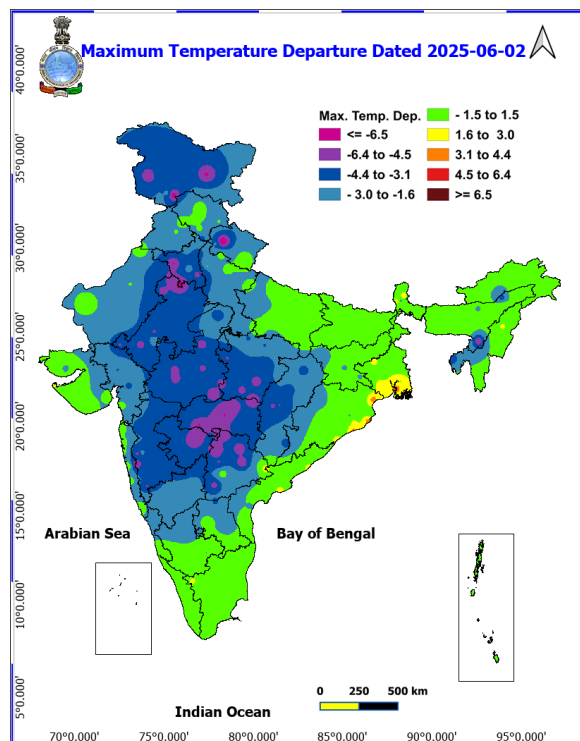 Maximum Temperature Departure Dated 2025-06-02
Max. Temp. Dep.
<= -6.5
-6.4 to -4.5
-4.4 to -3.1
- 3.0 to -1.6
- 1.5 to 1.5
1.6 to 3.0
3.1 to 4.4
4.5 to 6.4
>= 6.5
40°0.000'
35°0.000'
30°0.000'
25°0.000'
20°0.000'
15°0.000'
10°0.000'
5°0.000'
Arabian Sea
Bay of Bengal
Indian Ocean
0 250 500 km
70°0.000' 75°0.000' 80°0.000' 85°0.000' 90°0.000' 95°0.000'